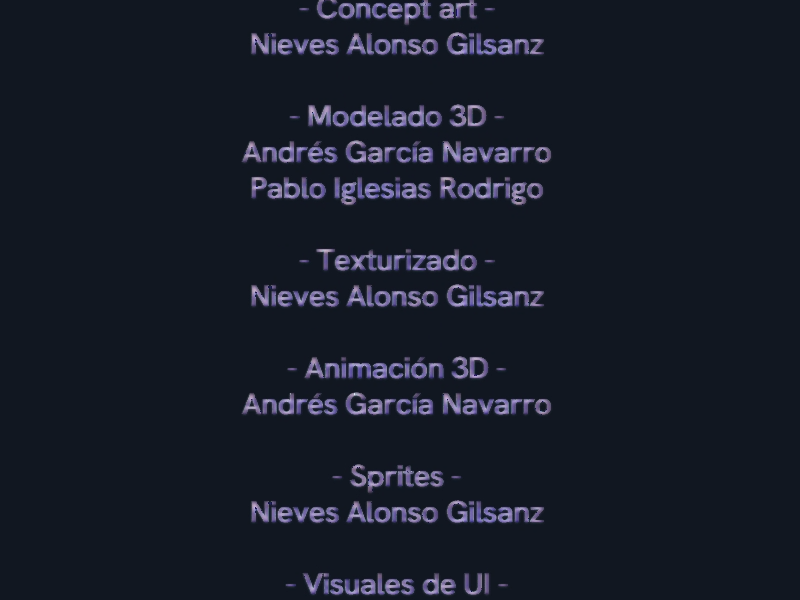 - Concept art -
Nieves Alonso Gilsanz
- Modelado 3D -
Andrés García Navarro
Pablo Iglesias Rodrigo
- Texturizado -
Nieves Alonso Gilsanz
- Animación 3D -
Andrés García Navarro
- Sprites -
Nieves Alonso Gilsanz
- Visuales de UI -